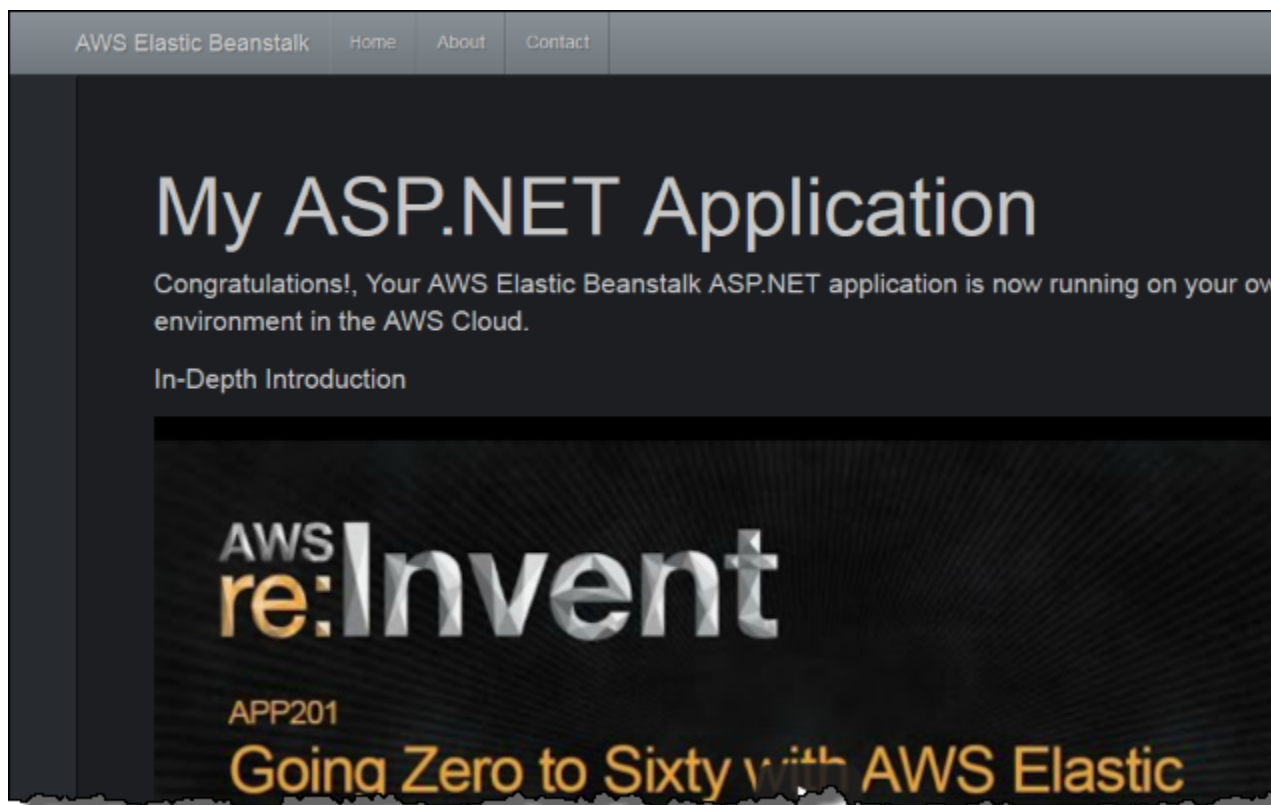 AWS Elastic Beanstalk Home About Contact
My ASP.NET Application
Congratulations!, Your AWS Elastic Beanstalk ASP.NET application is now running on your
environment in the AWS Cloud.
In-Depth Introduction
AWS
re:Invent
APP201
Going Zero to Sixty with AWS Elastic